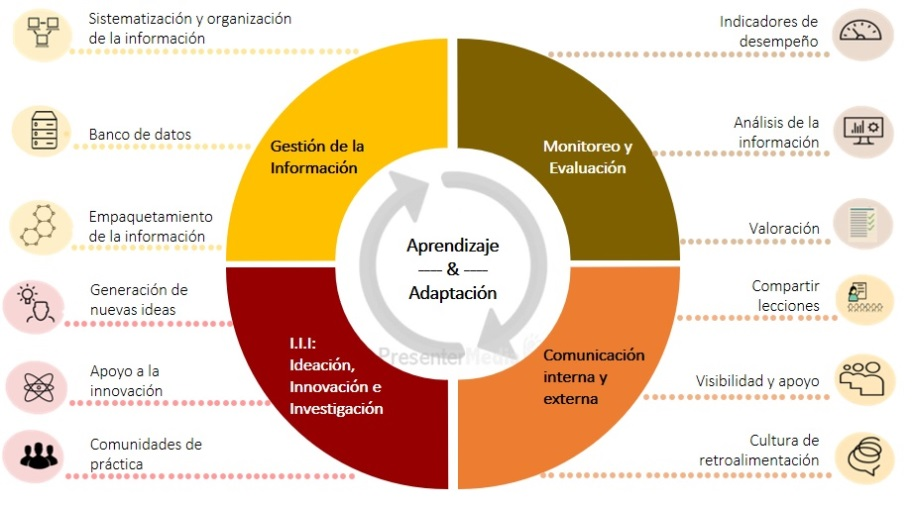 Sistematización y organización
de la información
Banco de datos
Empaquetamiento
de la información
Generación de
nuevas ideas
Apoyo a la
innovación
Comunidades de
práctica
Gestión de la
Información
Monitoreo y
Evaluación
Aprendizaje
---- & ----
Adaptación
PresenterMedia
I.I.I:
Ideación,
Innovación e
Investigación
Comunicación
interna y
externa
Indicadores de
desempeño
Análisis de la
información
Valoración
Compartir
lecciones
Visibilidad y apoyo
Cultura de
retroalimentación